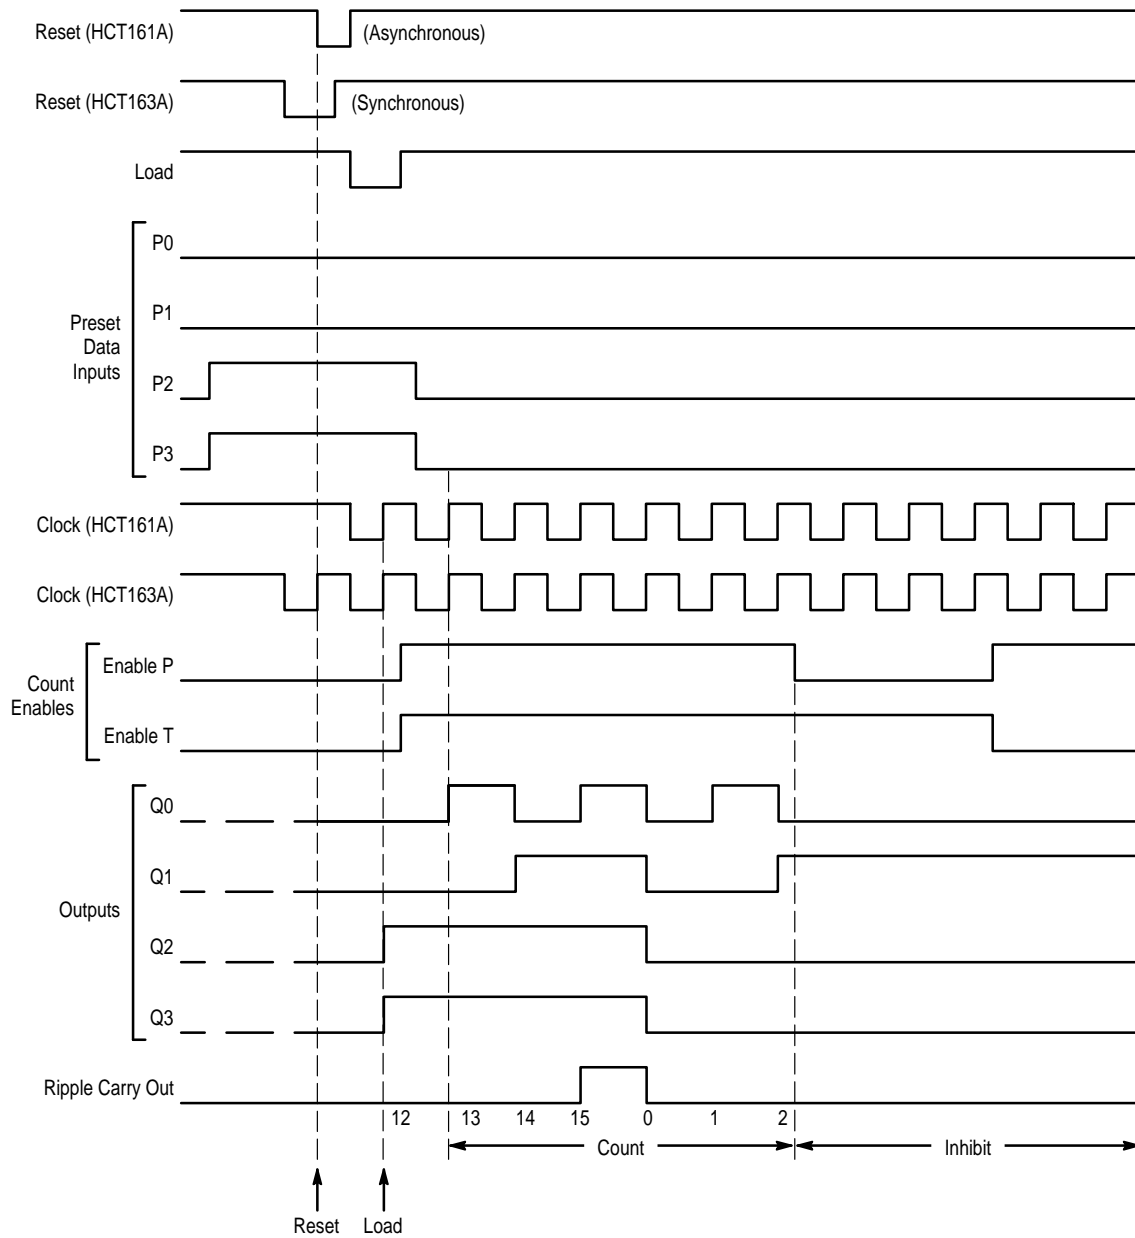 Reset (HCT161A)
(Asynchronous)
Reset (HCT163A)
(Synchronous)
Load
P0
P1
Preset
Data
Inputs
P2
P3
Clock (HCT161A)
Clock (HCT163A)
Enable P
Count
Enables
Enable T
Q0
Q1
Outputs
Q2
Q3
Ripple Carry Out
12 13 14 15 0 1 2
Count Inhibit
Reset Load